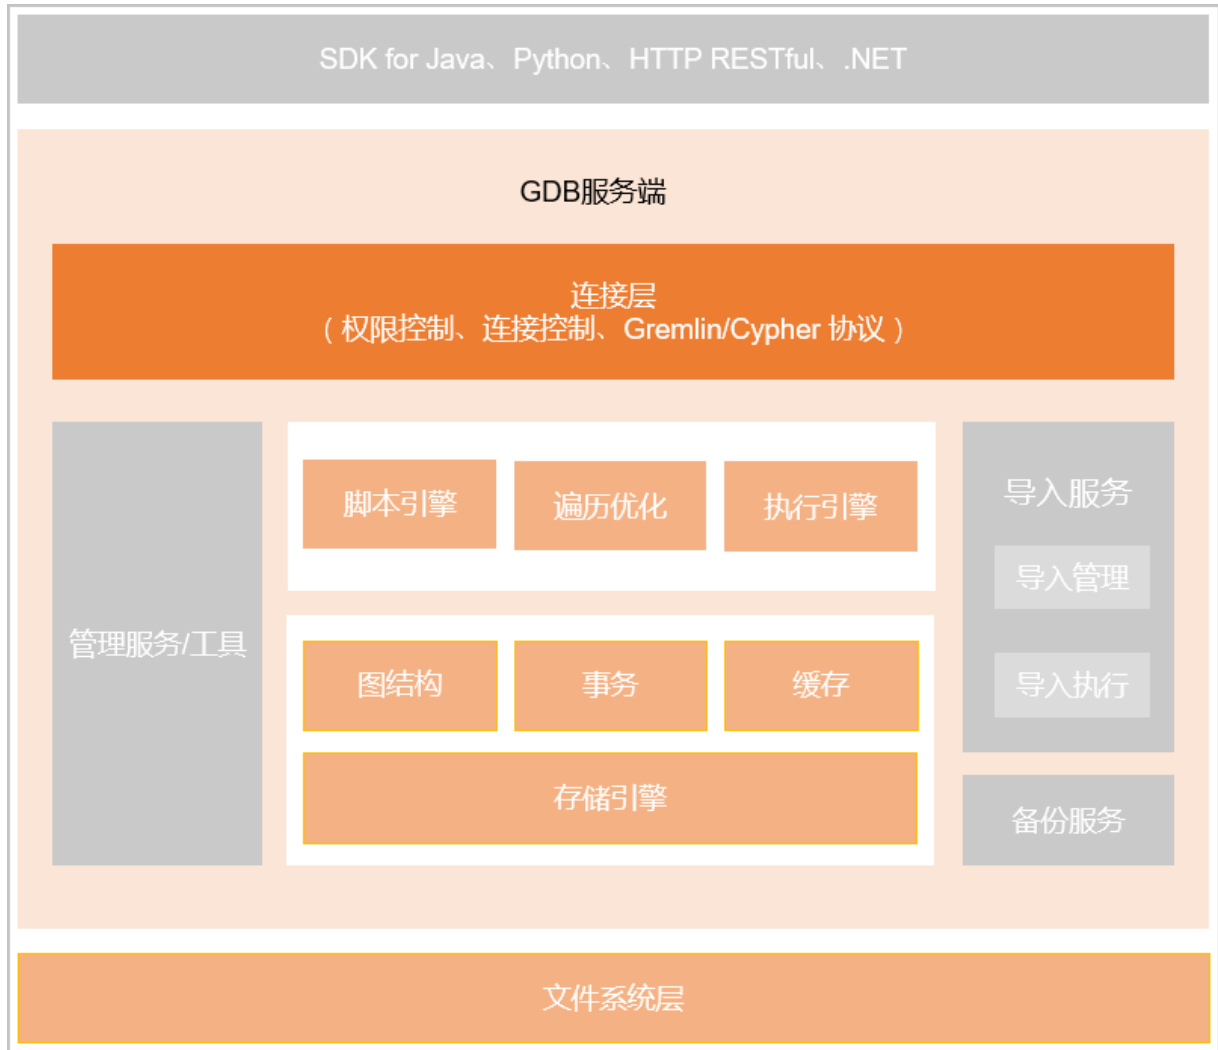 SDK for Java、Python、HTTP RESTful、.NET
GDB服务端
连接层
（权限控制、连接控制、Gremlin/Cypher 协议）
管理服务/工具
脚本引擎
遍历优化
执行引擎
图结构
事务
缓存
存储引擎
导入服务
导入管理
导入执行
备份服务
文件系统层